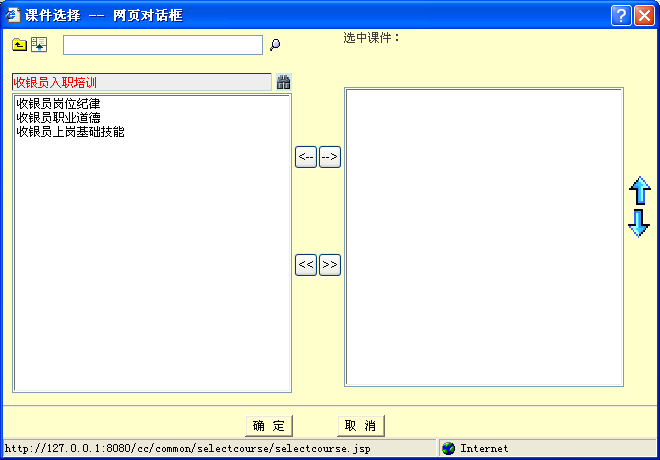 课件选择 -- 网页对话框
选中课件：
收银员入职培训
收银员岗位纪律
收银员职业道德
收银员上岗基础技能
<-- -->
<< >>
确 定 取 消
http://127.0.0.1:8080/cc/common/selectcourse/selectcourse.jsp Internet